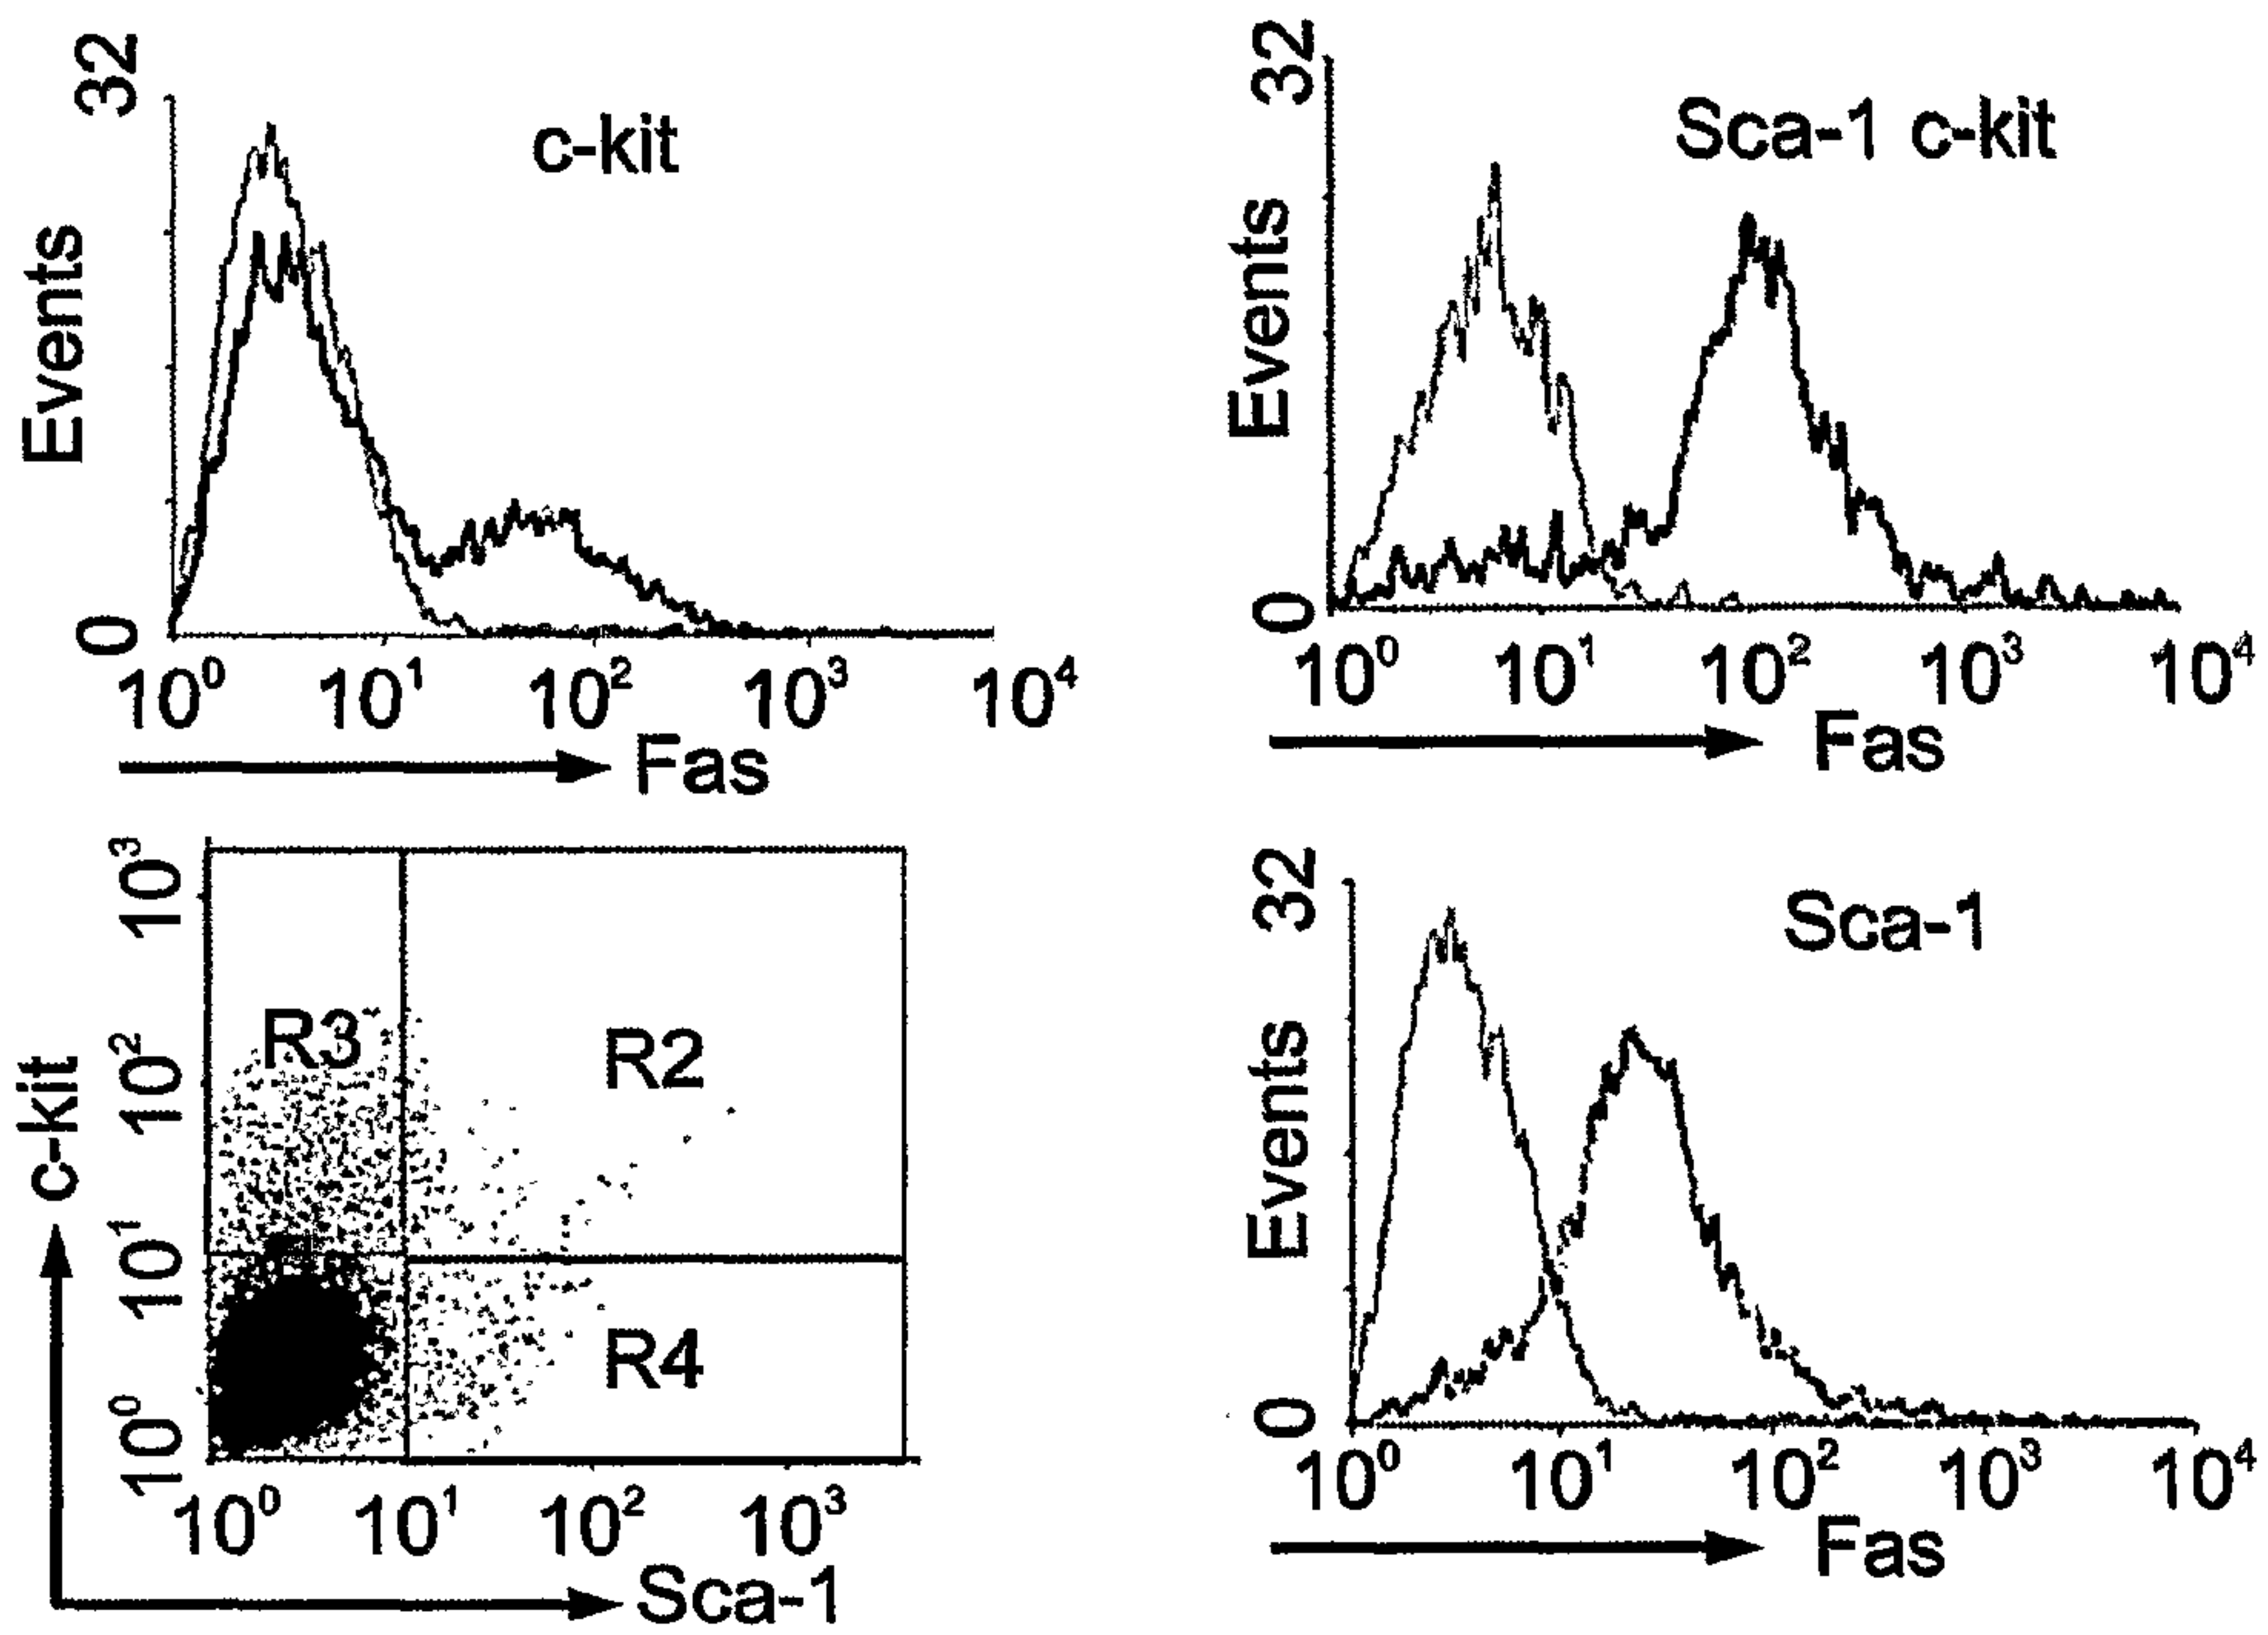 32
c-kit
Events
0
10⁰ 10¹ 10² 10³ 10⁴
Fas
32
Sca-1 c-kit
Events
0
10⁰ 10¹ 10² 10³ 10⁴
Fas
10³
R3
R2
10²
c-kit
10¹
R4
10⁰
10⁰ 10¹ 10² 10³
Sca-1
32
Sca-1
Events
0
10⁰ 10¹ 10² 10³ 10⁴
Fas